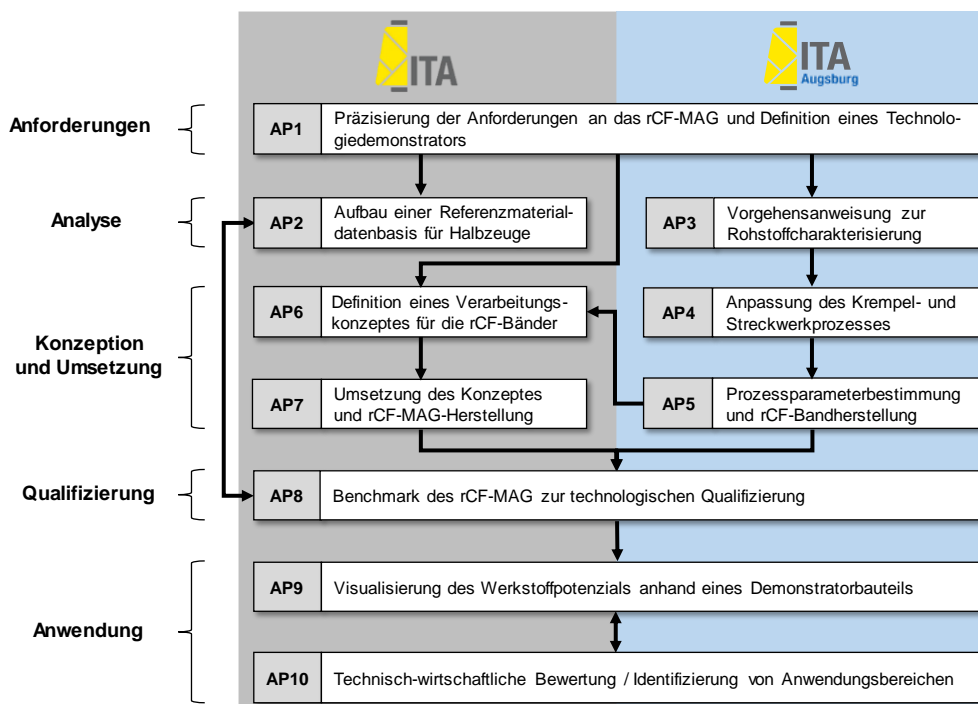 ITA
ITA
Augsburg
Anforderungen
AP1
Präzisierung der Anforderungen an das rCF-MAG und Definition eines Technolo-
giedemonstrators
Analyse
AP2
Aufbau einer Referenzmaterial-
datenbasis für Halbzeuge
AP3
Vorgehensanweisung zur
Rohstoffcharakterisierung
Konzeption
und Umsetzung
AP6
Definition eines Verarbeitungs-
konzeptes für die rCF-Bänder
AP4
Anpassung des Krempel- und
Streckwerkprozesses
AP7
Umsetzung des Konzeptes
und rCF-MAG-Herstellung
AP5
Prozessparameterbestimmung
und rCF-Bandherstellung
Qualifizierung
AP8
Benchmark des rCF-MAG zur technologischen Qualifizierung
Anwendung
AP9
Visualisierung des Werkstoffpotenzials anhand eines Demonstratorbauteils
AP10
Technisch-wirtschaftliche Bewertung / Identifizierung von Anwendungsbereichen